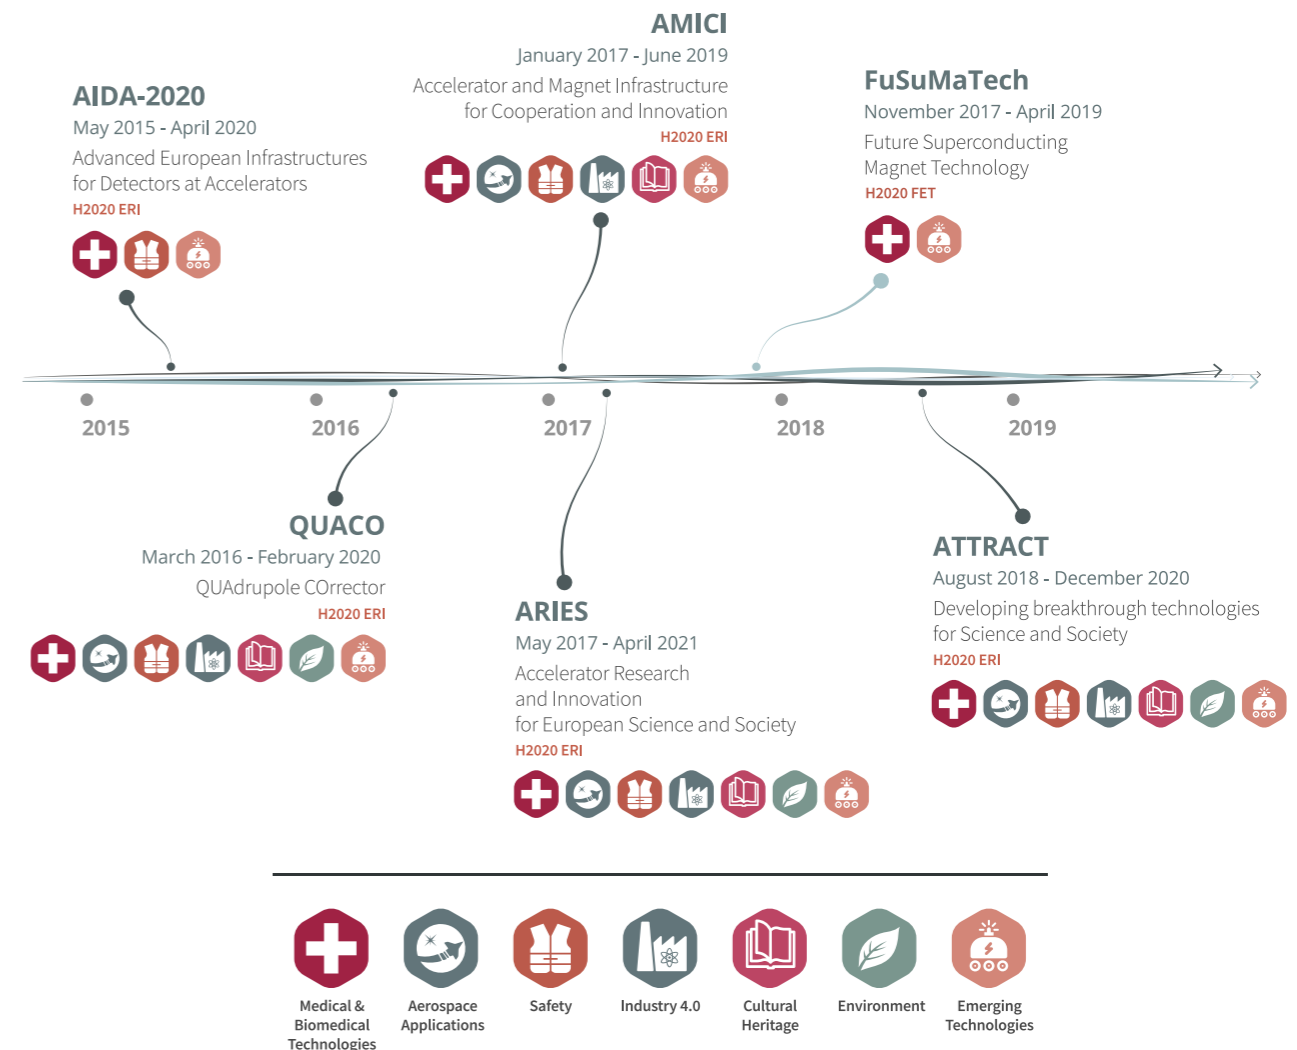 AMICI
January 2017 - June 2019
Accelerator and Magnet Infrastructure
for Cooperation and Innovation
H2020 ERI
AIDA-2020
May 2015 - April 2020
Advanced European Infrastructures
for Detectors at Accelerators
H2020 ERI
FuSuMaTech
November 2017 - April 2019
Future Superconducting
Magnet Technology
H2020 FET
2015
2016
2017
2018
2019
QUACO
March 2016 - February 2020
QUAdrupole COrrector
H2020 ERI
ARIES
May 2017 - April 2021
Accelerator Research
and Innovation
for European Science and Society
H2020 ERI
ATTRACT
August 2018 - December 2020
Developing breakthrough technologies
for Science and Society
H2020 ERI
Medical &
Biomedical
Technologies
Aerospace
Applications
Safety
Industry 4.0
Cultural
Heritage
Environment
Emerging
Technologies